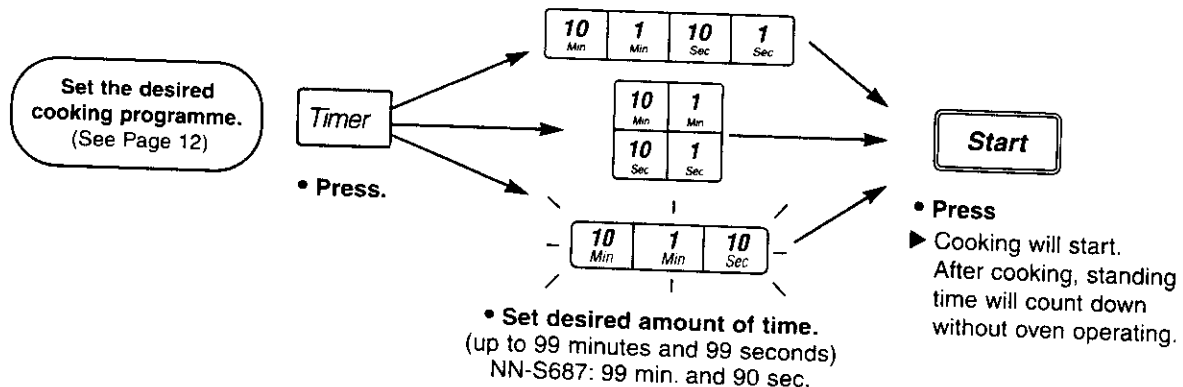 Set the desired
cooking programme.
(See Page 12)
Timer
• Press.
10 Min 1 Min 10 Sec 1 Sec
10 Min 1 Min
10 Sec 1 Sec
10 Min 1 Min 10 Sec
• Set desired amount of time.
(up to 99 minutes and 99 seconds)
NN-S687: 99 min. and 90 sec.
Start
• Press
▶ Cooking will start.
After cooking, standing
time will count down
without oven operating.